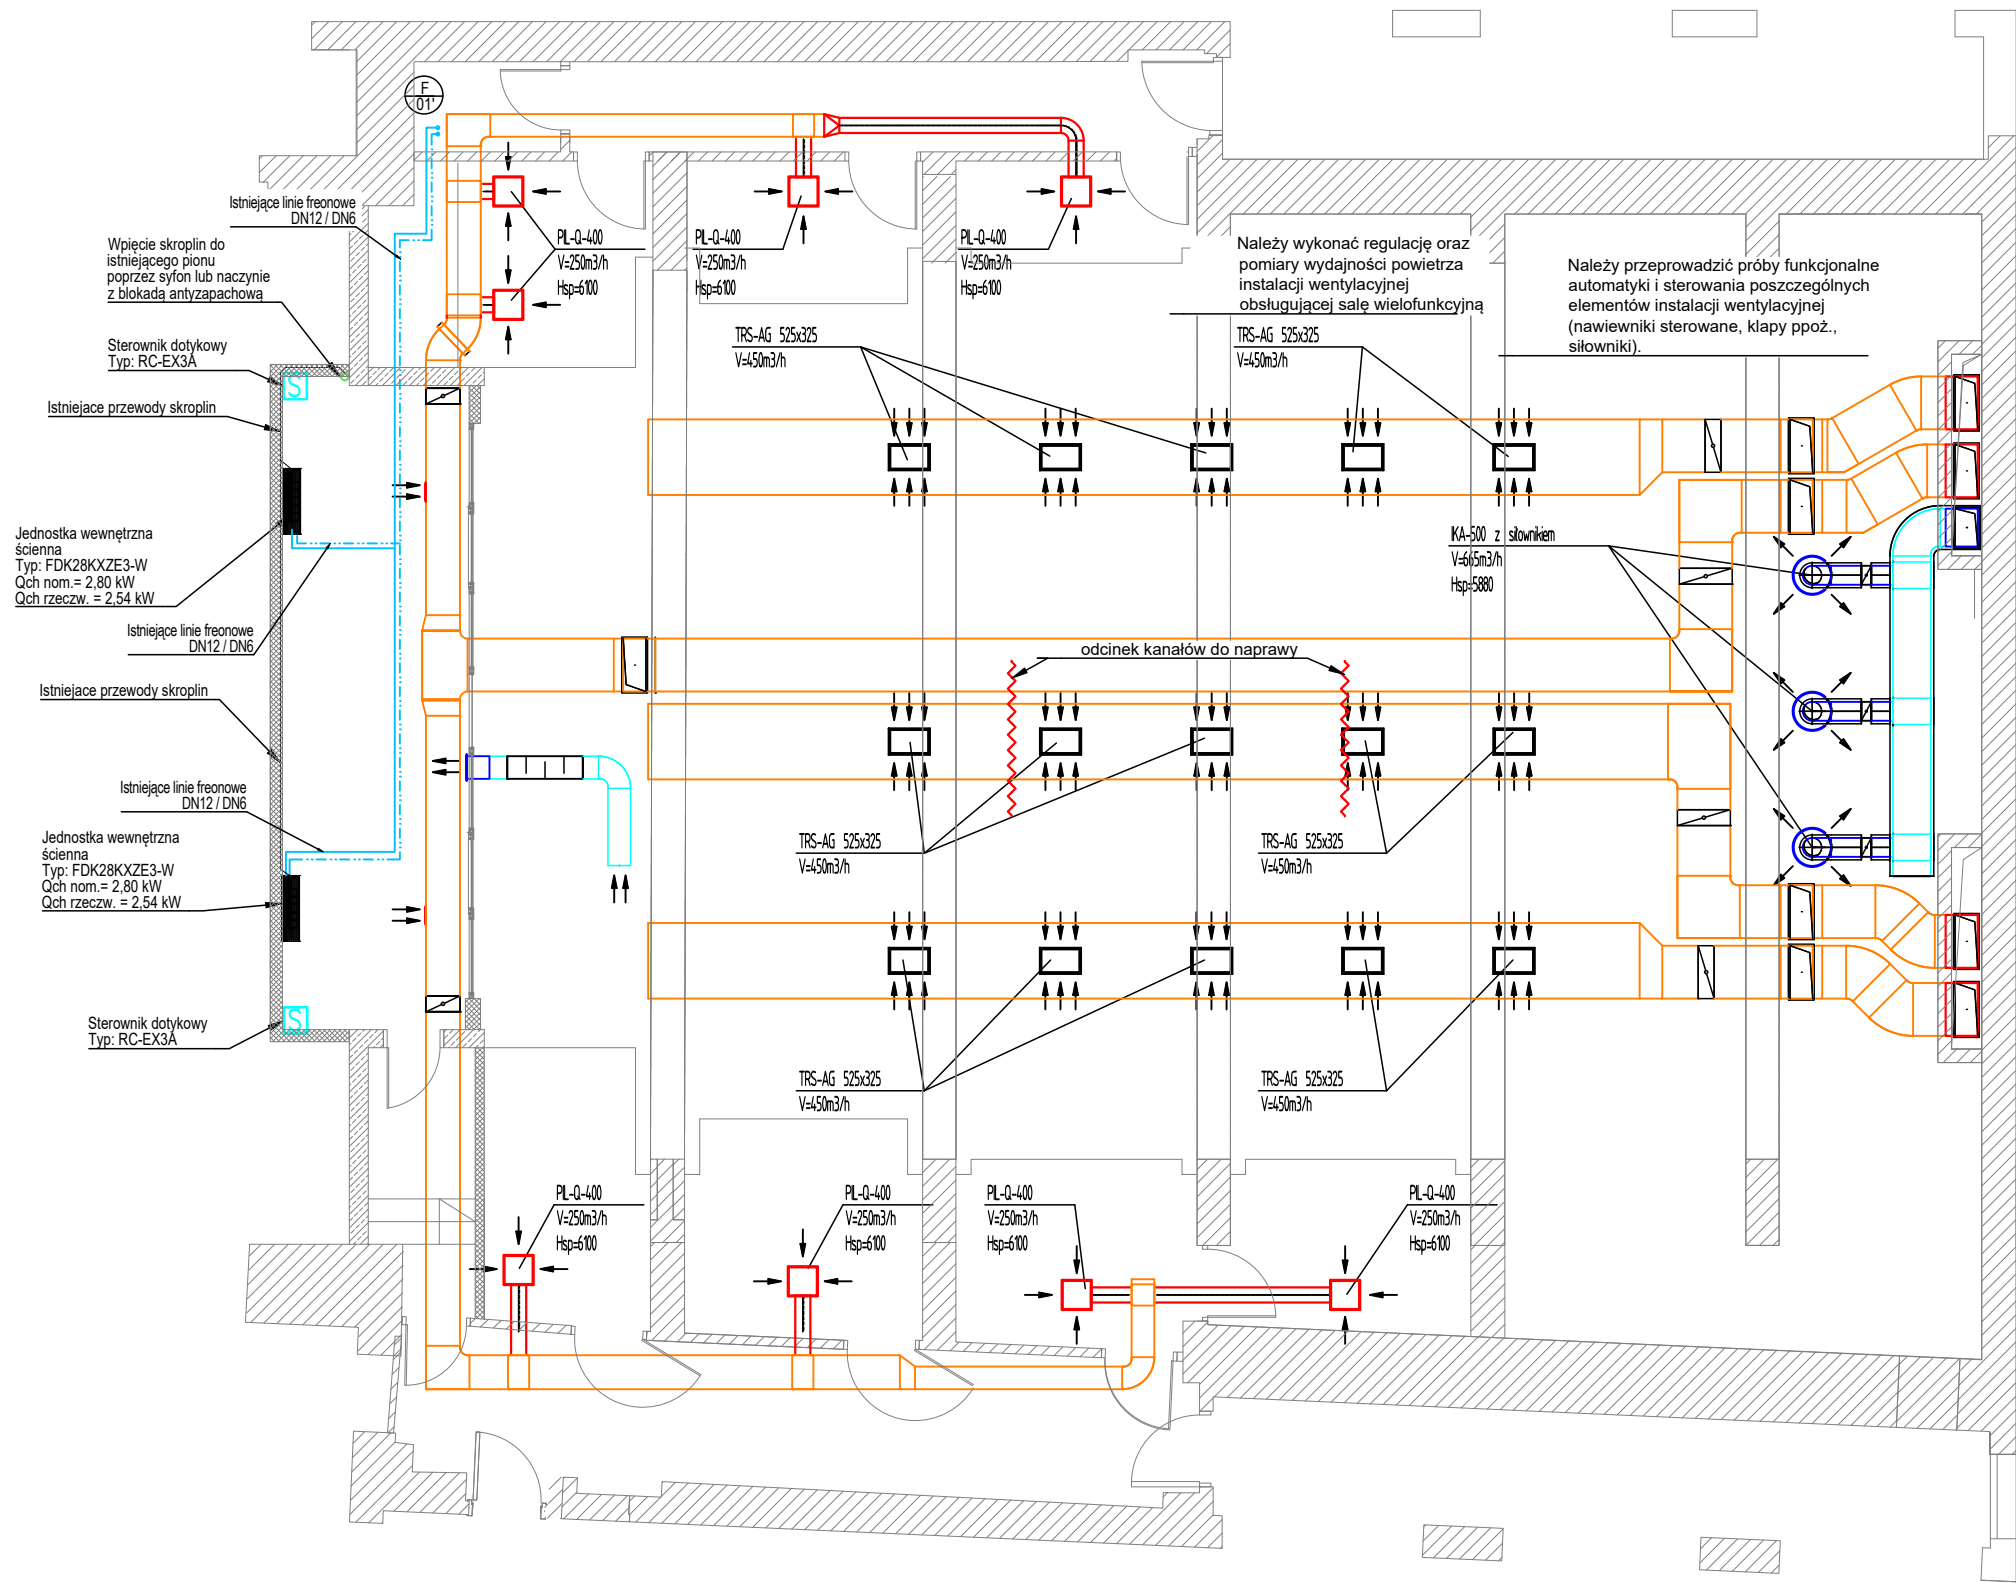 F
01'
Istniejące linie freonowe
DN12 / DN6
Wpięcie skroplin do
istniejącego pionu
poprzez syfon lub naczynie
z blokadą antyzapachową
Sterownik dotykowy
Typ: RC-EX3A
S
Istniejace przewody skroplin
Jednostka wewnętrzna
ścienna
Typ: FDK28KXZE3-W
Qch nom.= 2,80 kW
Qch rzeczw. = 2,54 kW
Istniejące linie freonowe
DN12 / DN6
Istniejace przewody skroplin
Istniejące linie freonowe
DN12 / DN6
Jednostka wewnętrzna
ścienna
Typ: FDK28KXZE3-W
Qch nom.= 2,80 kW
Qch rzeczw. = 2,54 kW
Sterownik dotykowy
Typ: RC-EX3A
S
PIL-Q-400
V=250m3/h
Hsp=6100
PIL-Q-400
V=250m3/h
Hsp=6100
PIL-Q-400
V=250m3/h
Hsp=6100
Należy wykonać regulację oraz
pomiary wydajności powietrza
instalacji wentylacyjnej
obsługującej salę wielofunkcyjną
Należy przeprowadzić próby funkcjonalne
automatyki i sterowania poszczególnych
elementów instalacji wentylacyjnej
(nawiewniki sterowane, klapy ppoż.,
siłowniki).
TRS-AG 525x325
V=450m3/h
TRS-AG 525x325
V=450m3/h
IKA-500 z siłownikiem
V=665m3/h
Hsp=5880
odcinek kanałów do naprawy
TRS-AG 525x325
V=450m3/h
TRS-AG 525x325
V=450m3/h
TRS-AG 525x325
V=450m3/h
TRS-AG 525x325
V=450m3/h
PIL-Q-400
V=250m3/h
Hsp=6100
PIL-Q-400
V=250m3/h
Hsp=6100
PIL-Q-400
V=250m3/h
Hsp=6100
PIL-Q-400
V=250m3/h
Hsp=6100